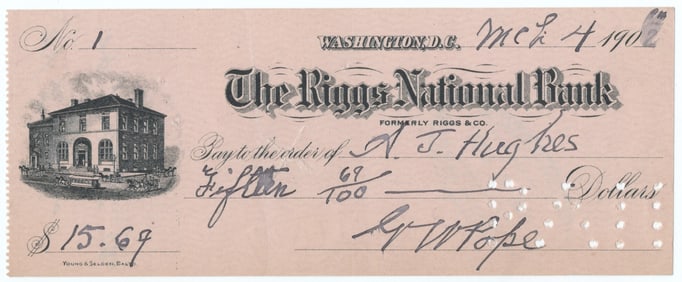 No. 1 WASHINGTON, D.C. Mch 4 1902
The Riggs National Bank
FORMERLY RIGGS & CO.
Pay to the order of A. J. Hughes
Fifteen 69/100 Dollars
$ 15.69 W Pope
YOUNG & SELDEN, BALTO.